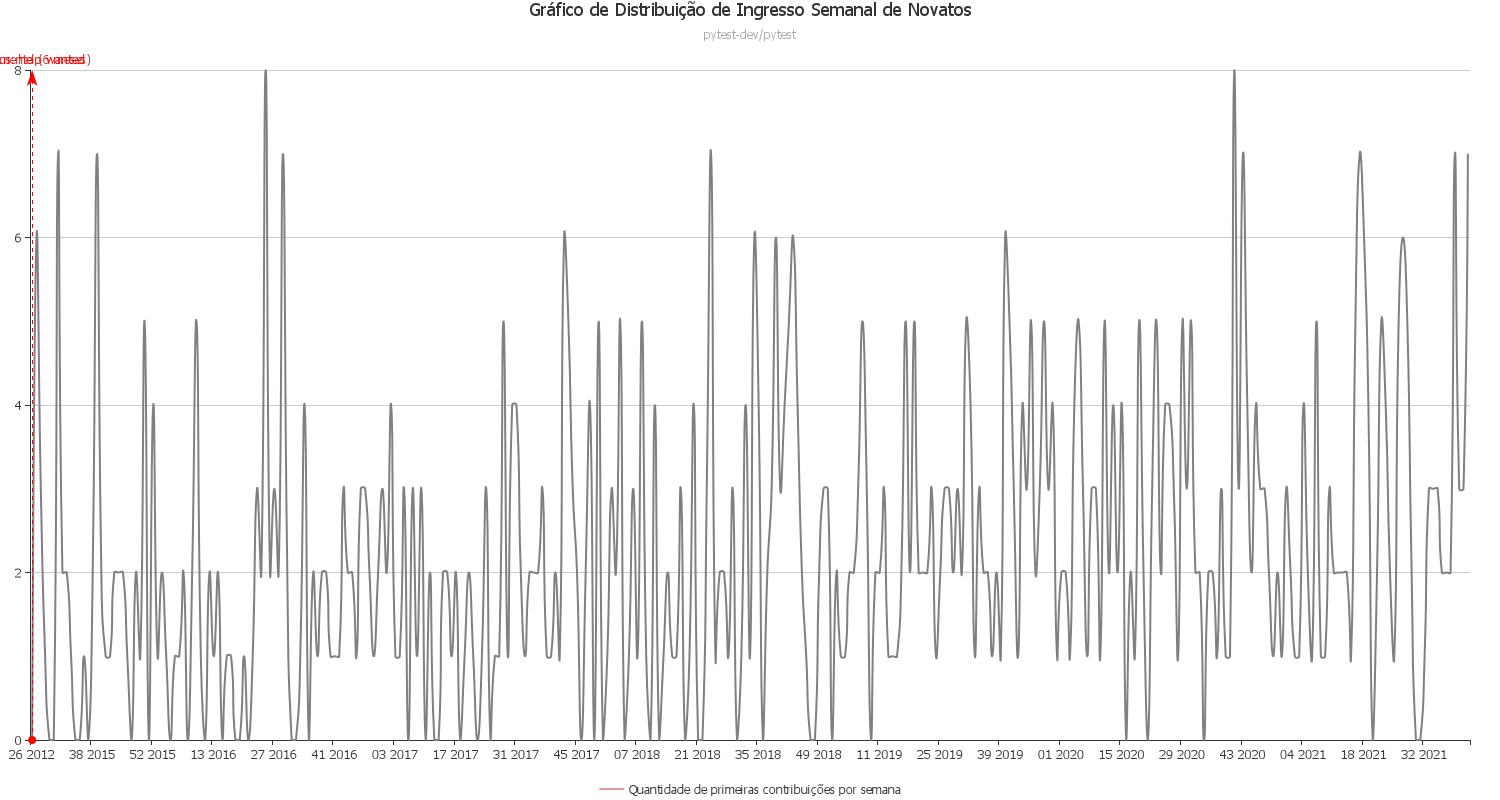 Gráfico de Distribuição de Ingresso Semanal de Novatos
pytest-dev/pytest
8
6
4
2
0
26 2012 38 2015 52 2015 13 2016 27 2016 41 2016 03 2017 17 2017 31 2017 45 2017 07 2018 21 2018 35 2018 49 2018 11 2019 25 2019 39 2019 01 2020 15 2020 29 2020 43 2020 04 2021 18 2021 32 2021
Quantidade de primeiras contribuições por semana